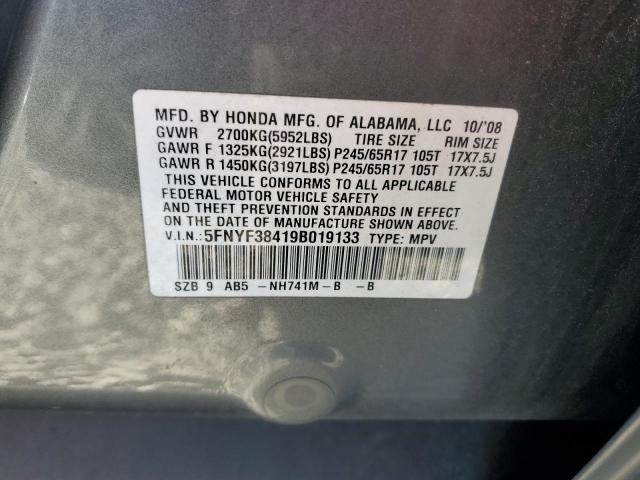 MFD. BY HONDA MFG. OF ALABAMA, LLC 10/'08
GVWR 2700KG(5952LBS) TIRE SIZE RIM SIZE
GAWR F 1325KG(2921LBS) P245/65R17 105T 17X7.5J
GAWR R 1450KG(3197LBS) P245/65R17 105T 17X7.5J
THIS VEHICLE CONFORMS TO ALL APPLICABLE
FEDERAL MOTOR VEHICLE SAFETY
AND THEFT PREVENTION STANDARDS IN EFFECT
ON THE DATE OF MANUFACTURE SHOWN ABOVE.
V.I.N.: 5FNYF38419B019133 TYPE: MPV
SZB 9 AB5 -NH741M-B -B